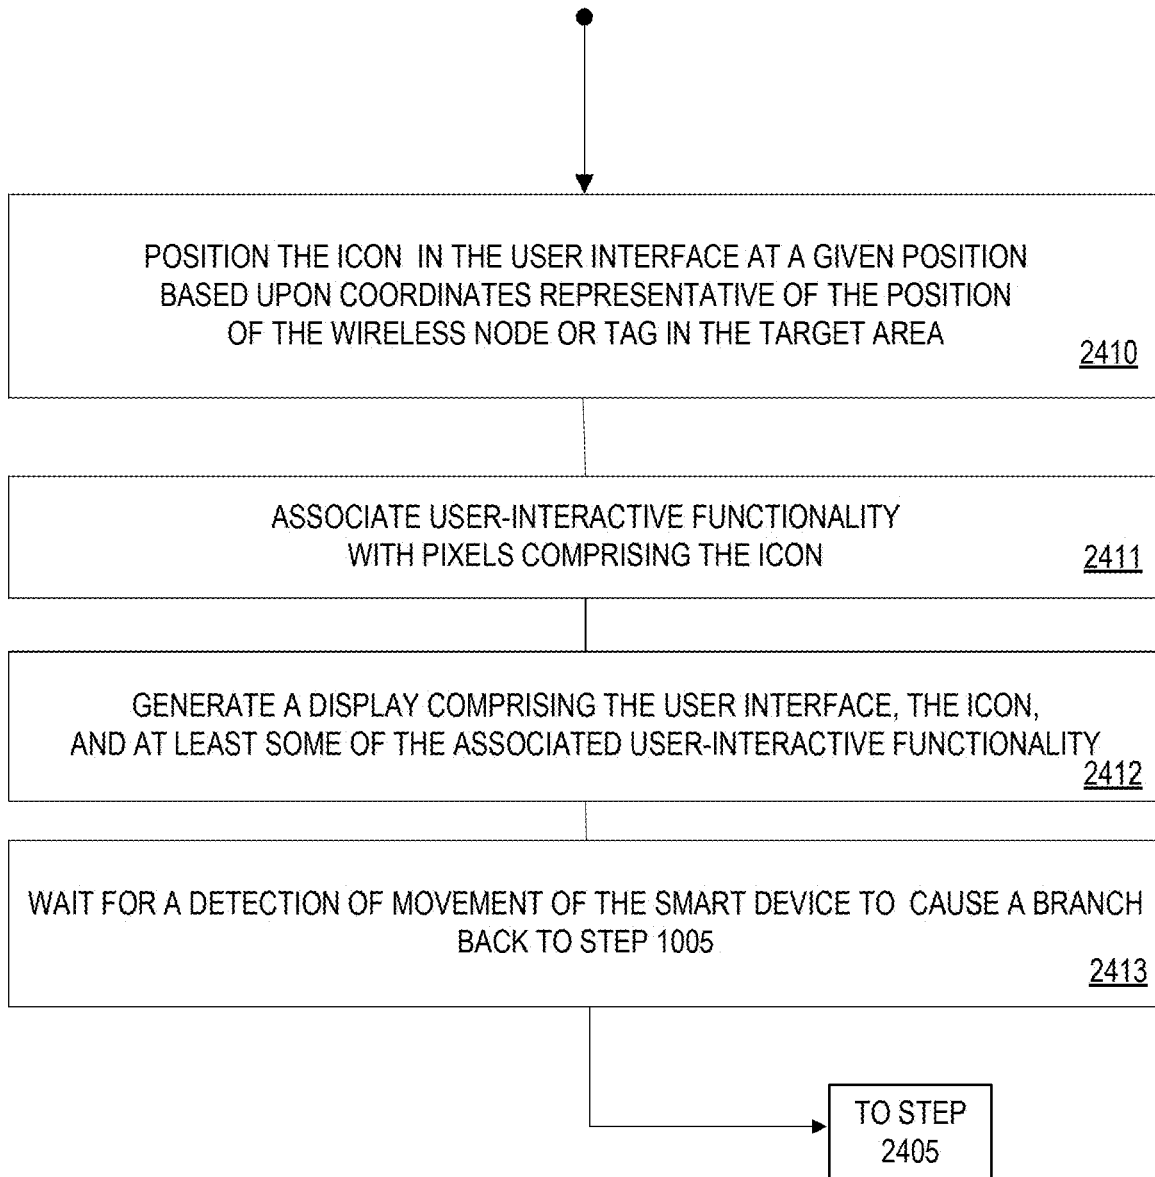 POSITION THE ICON IN THE USER INTERFACE AT A GIVEN POSITION
BASED UPON COORDINATES REPRESENTATIVE OF THE POSITION
OF THE WIRELESS NODE OR TAG IN THE TARGET AREA
2410
ASSOCIATE USER-INTERACTIVE FUNCTIONALITY
WITH PIXELS COMPRISING THE ICON
2411
GENERATE A DISPLAY COMPRISING THE USER INTERFACE, THE ICON,
AND AT LEAST SOME OF THE ASSOCIATED USER-INTERACTIVE FUNCTIONALITY
2412
WAIT FOR A DETECTION OF MOVEMENT OF THE SMART DEVICE TO CAUSE A BRANCH
BACK TO STEP 1005
2413
TO STEP
2405